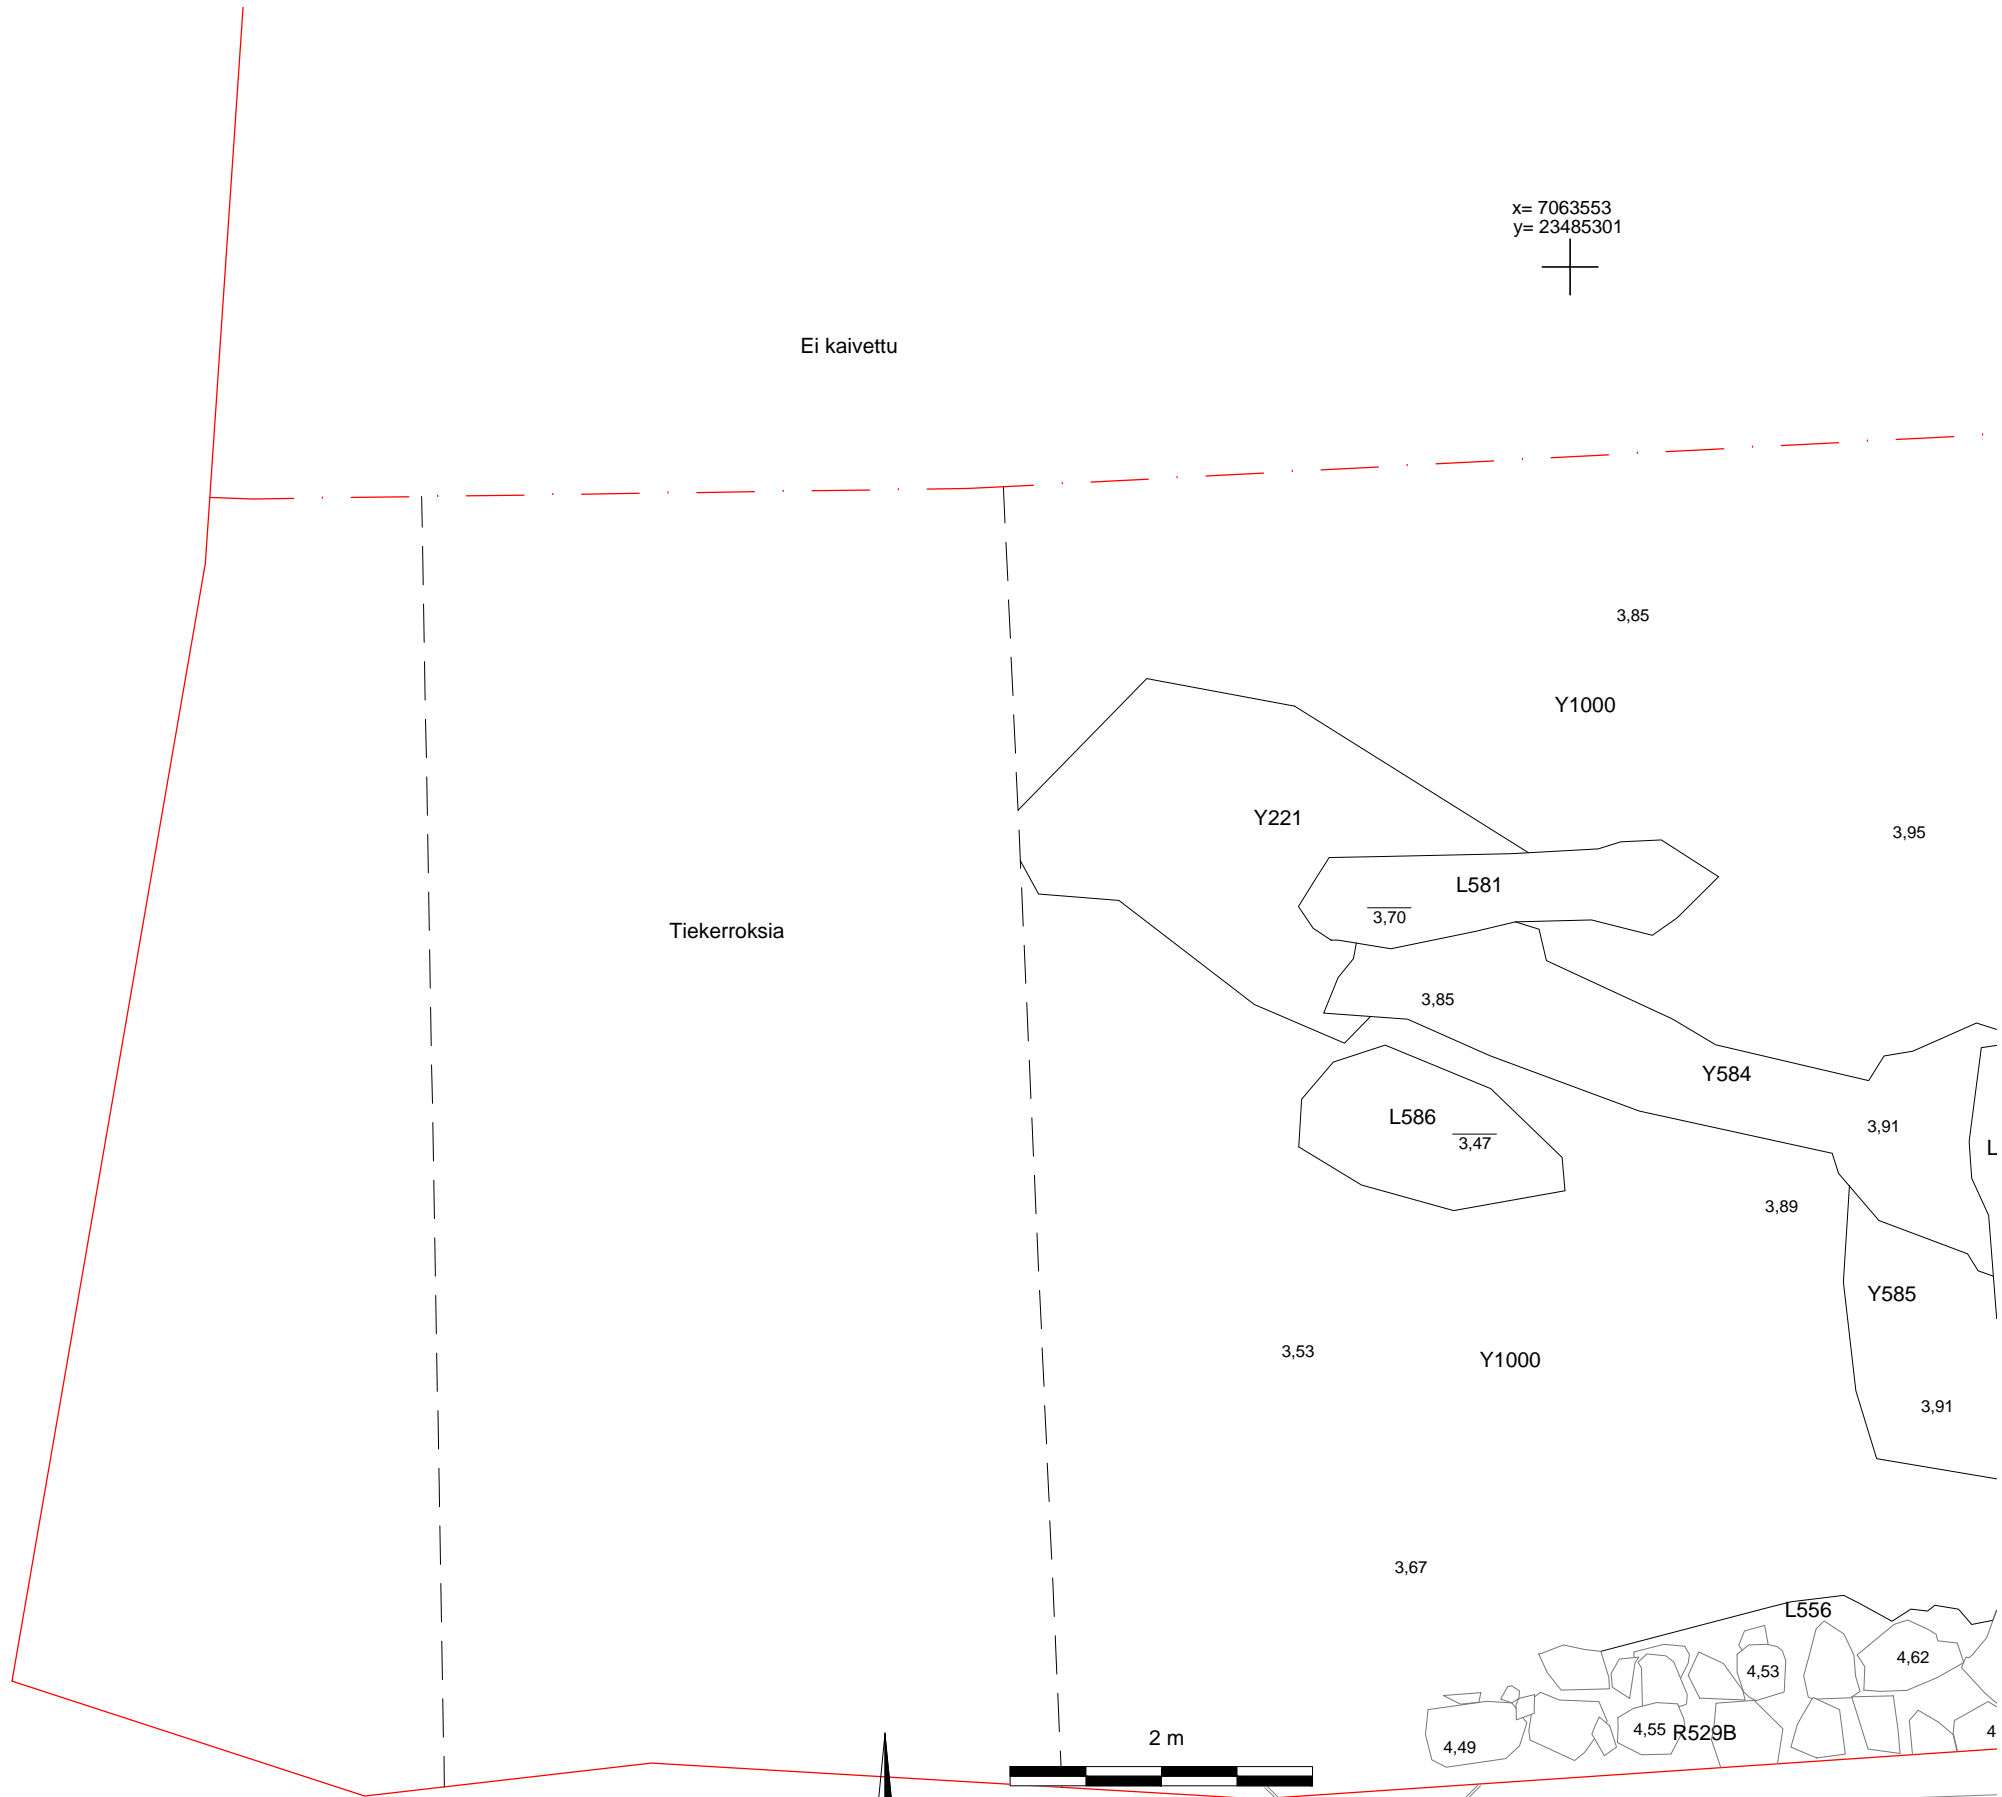 x= 7063553
y= 23485301
Ei kaivettu
3,85
Y1000
Y221
3,95
L581
3,70
Tiekerroksia
3,85
Y584
L586
3,47
3,91
L
3,89
Y585
3,53
Y1000
3,91
3,67
L556
4,62
4,53
4,55
R529B
4
2 m
4,49